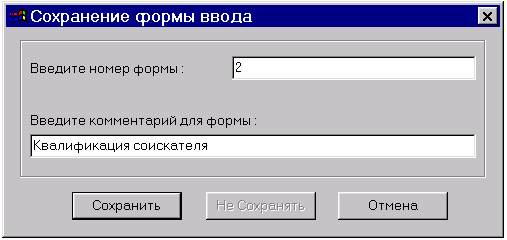 Сохранение формы ввода
Введите номер формы : 2
Введите комментарий для формы :
Квалификация соискателя
Сохранить Не Сохранять Отмена